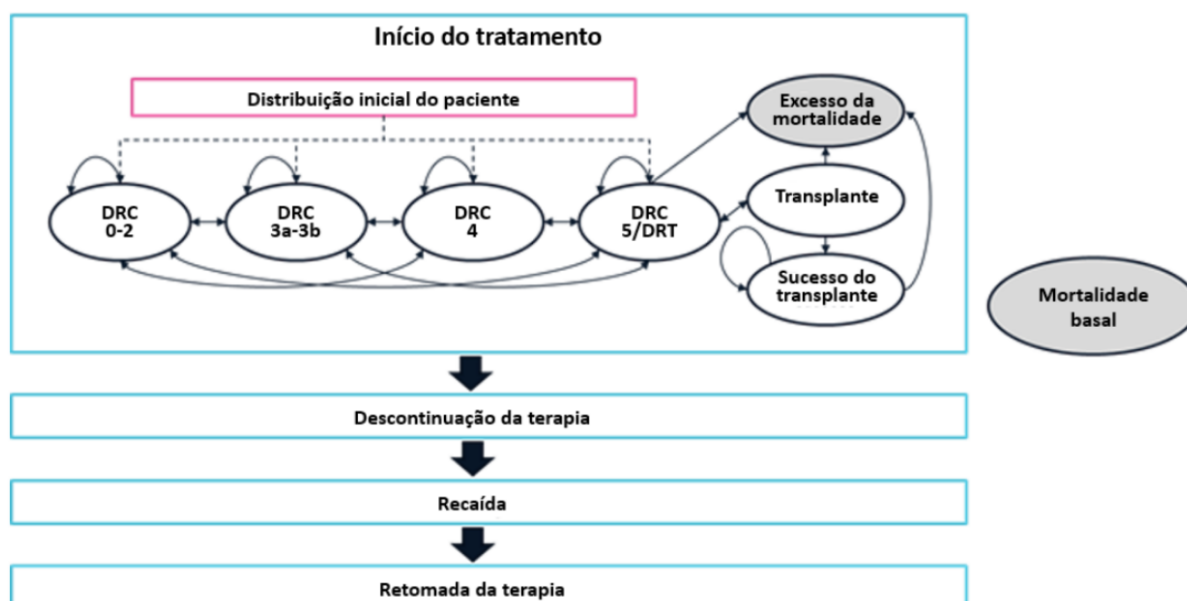 Início do tratamento
Distribuição inicial do paciente
Excesso da
mortalidade
DRC
0-2
DRC
3a-3b
DRC
4
DRC
5/DRT
Transplante
Sucesso do
transplante
Mortalidade
basal
Descontinuação da terapia
Recaída
Retomada da terapia